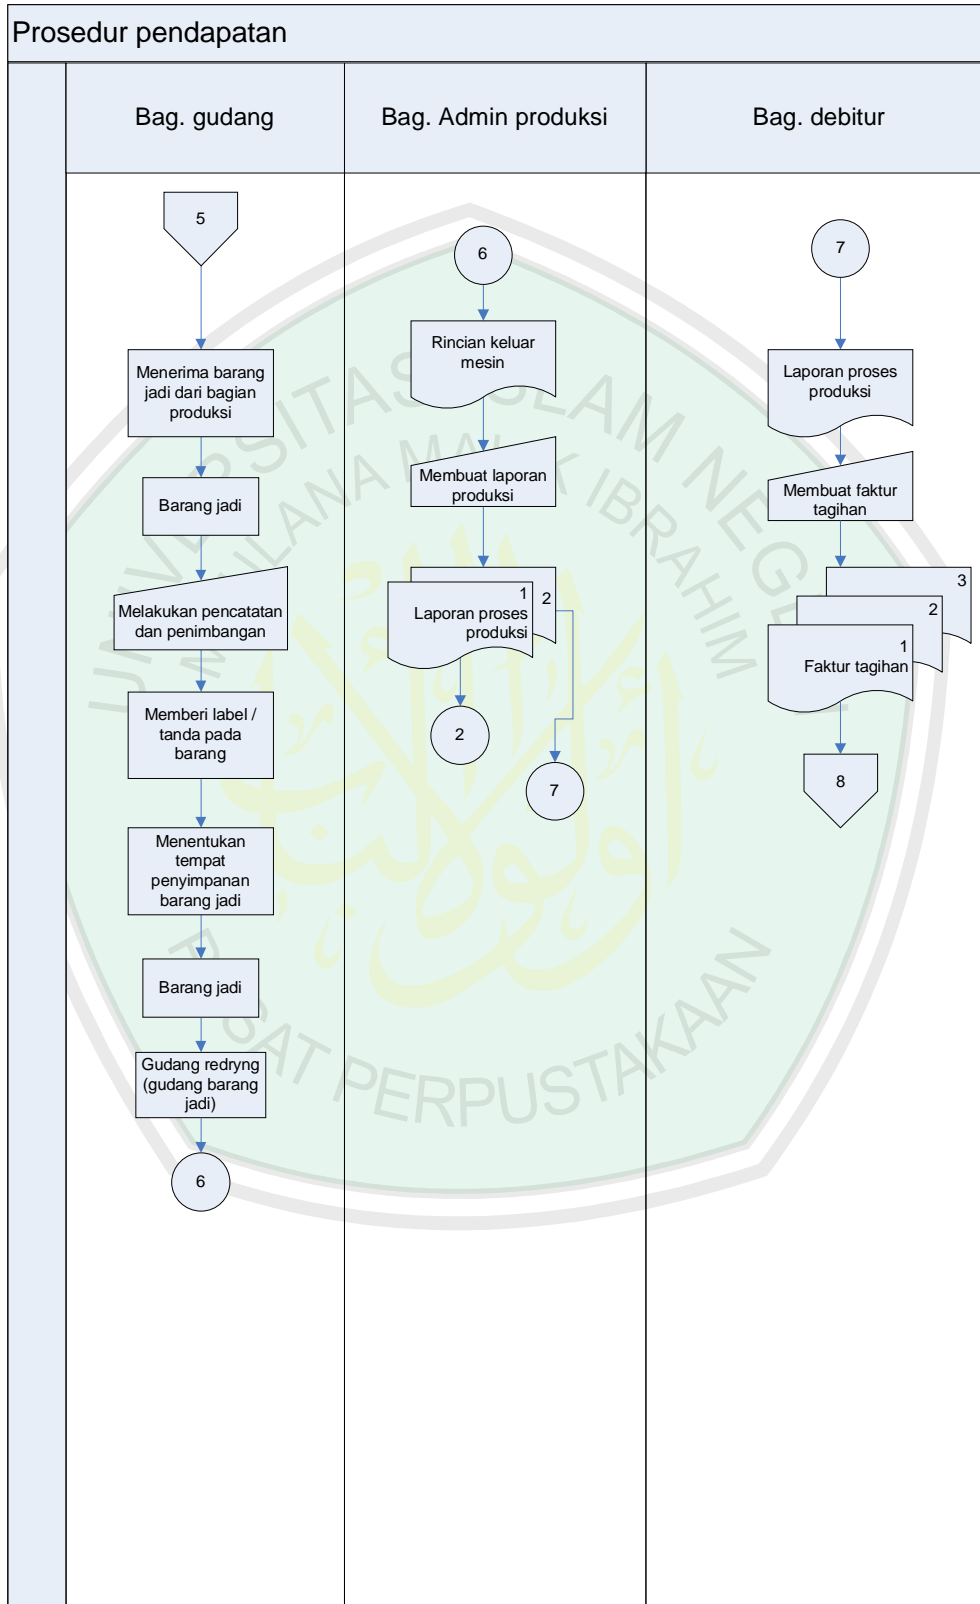 Prosedur pendapatan
Bag. gudang
Bag. Admin produksi
Bag. debitur
5
Menerima barang
jadi dari bagian
produksi
Barang jadi
Melakukan pencatatan
dan penimbangan
Memberi label /
tanda pada
barang
Menentukan
tempat
penyimpanan
barang jadi
Barang jadi
Gudang redryng
(gudang barang
jadi)
6
6
Rincian keluar
mesin
Membuat laporan
produksi
1
2
Laporan proses
produksi
2
7
7
Laporan proses
produksi
Membuat faktur
tagihan
3
2
1
Faktur tagihan
8
UNIVERSITAS ISLAM NEGERI
MAULANA MALIK IBRAHIM
PUSAT PERPUSTAKAAN